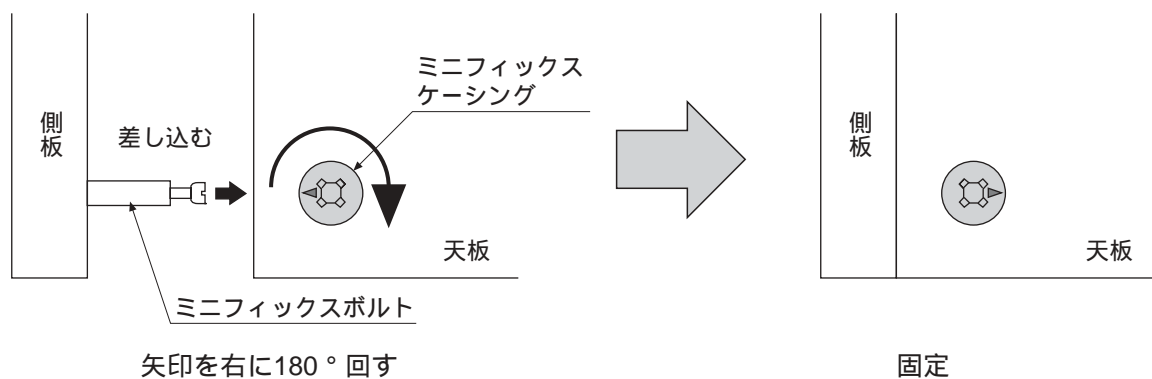 ミニフィックス
ケーシング
側板
差し込む
天板
ミニフィックスボルト
矢印を右に180°回す
側板
天板
固定